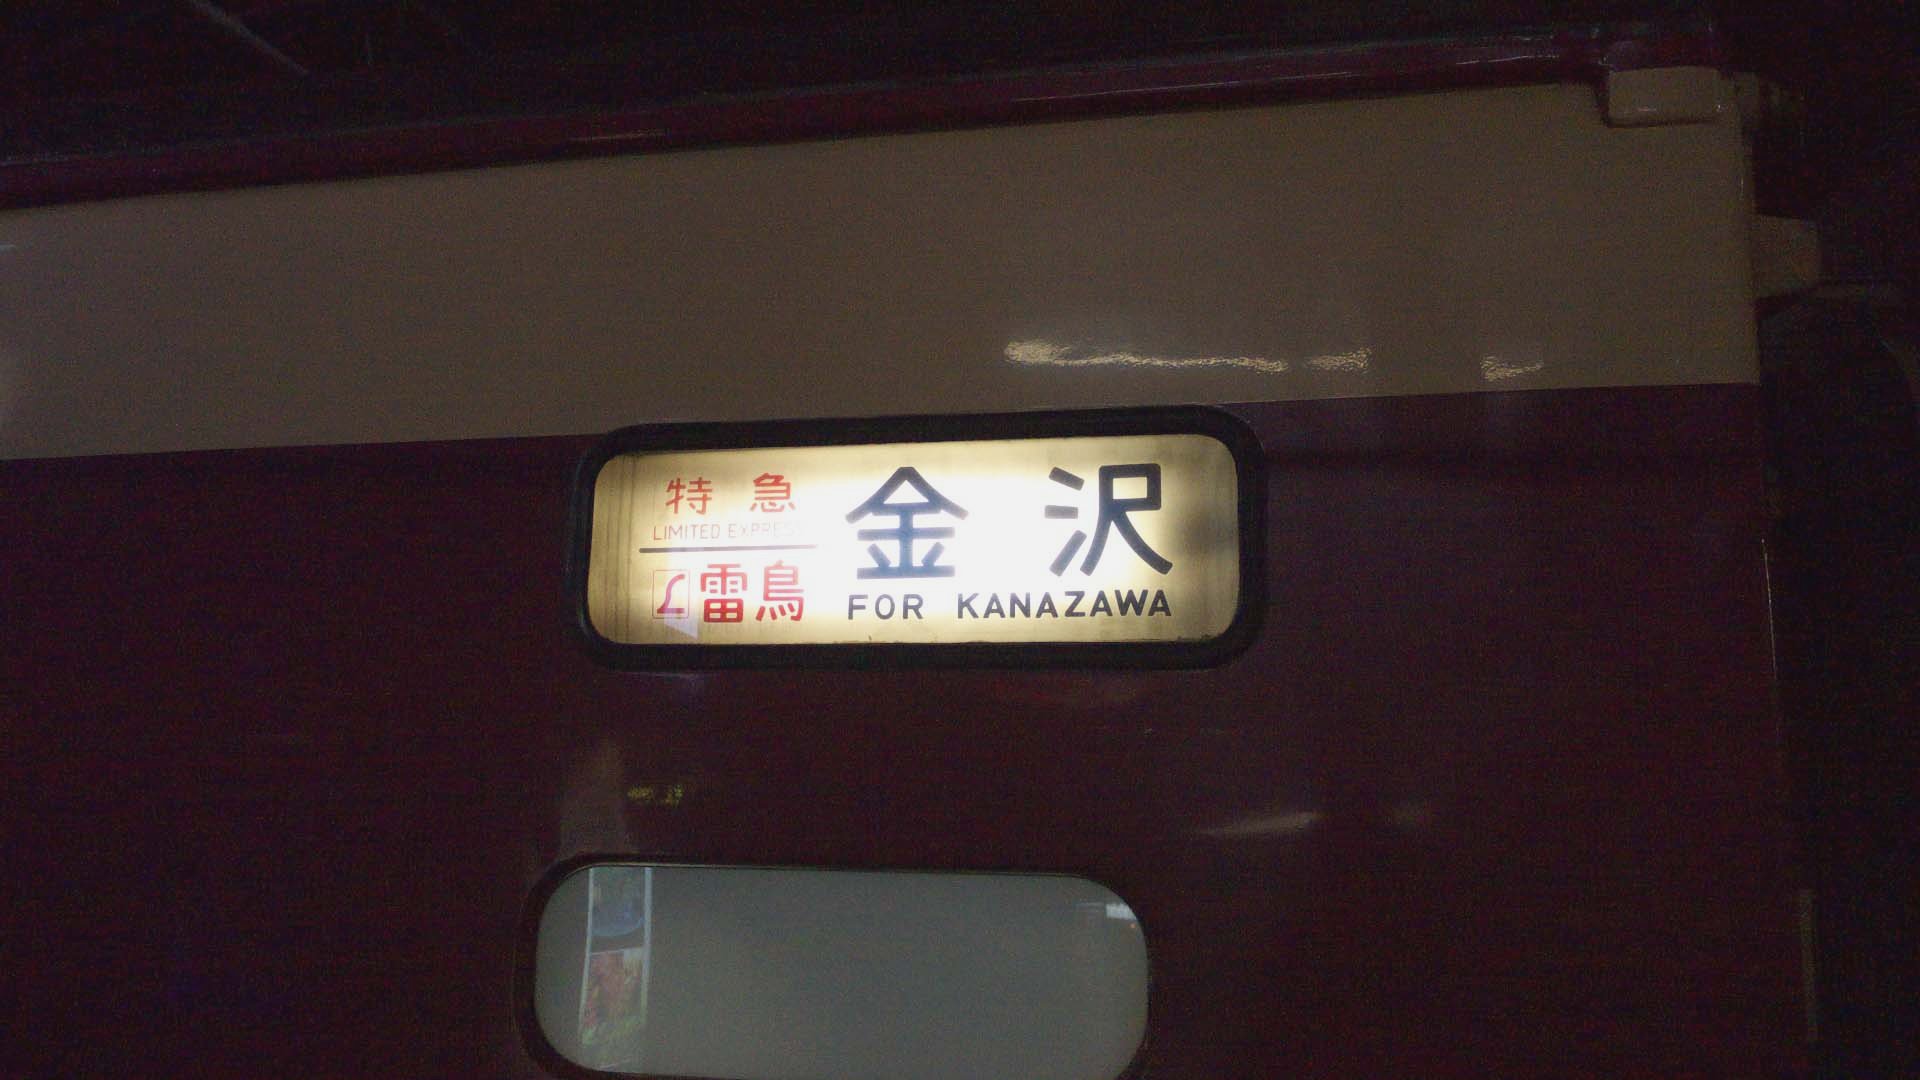 特急
LIMITED EXPRESS
L雷鳥
金沢
FOR KANAZAWA